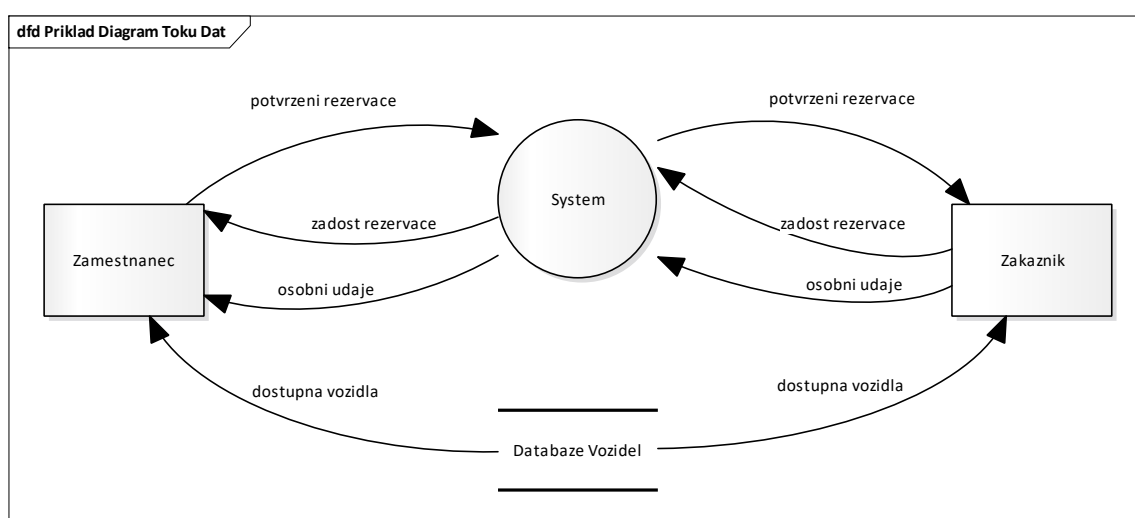 dfd Priklad Diagram Toku Dat
potvrzeni rezervace
potvrzeni rezervace
System
zadost rezervace
zadost rezervace
Zamestnanec
Zakaznik
osobni udaje
osobni udaje
dostupna vozidla
dostupna vozidla
Databaze Vozidel